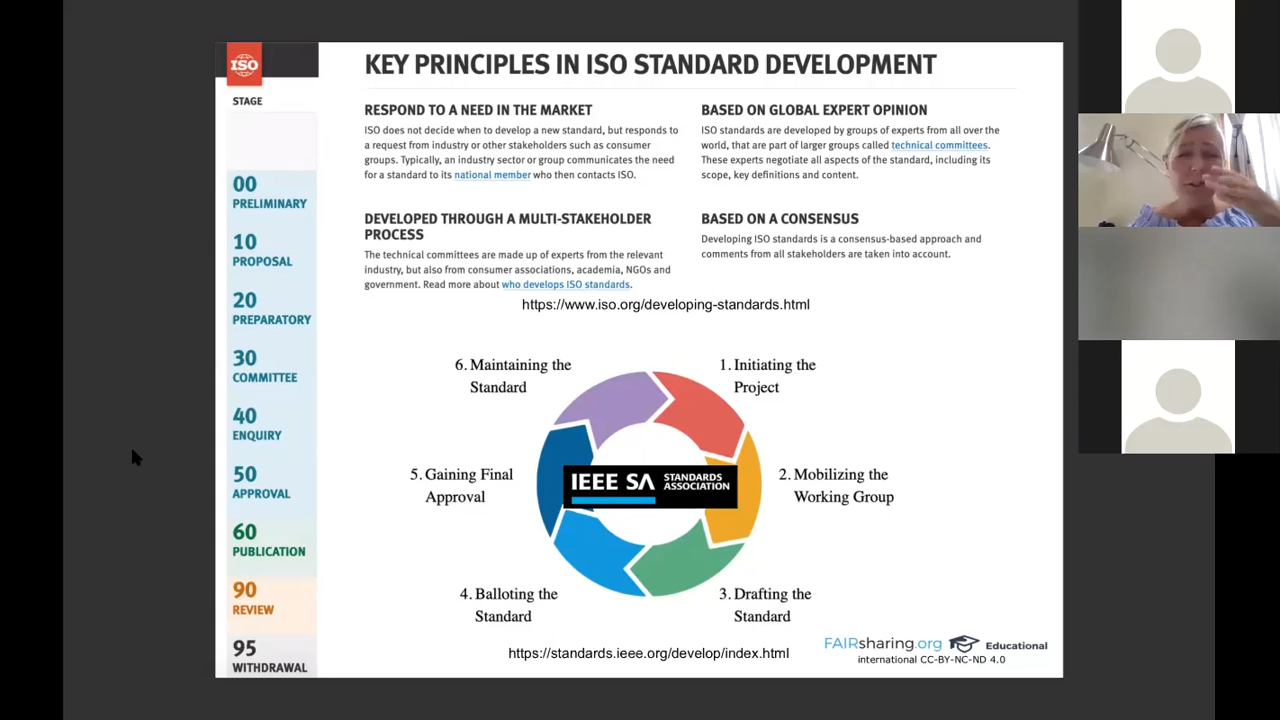 ISO
STAGE
00
PRELIMINARY
10
PROPOSAL
20
PREPARATORY
30
COMMITTEE
40
ENQUIRY
50
APPROVAL
60
PUBLICATION
90
REVIEW
95
WITHDRAWAL
KEY PRINCIPLES IN ISO STANDARD DEVELOPMENT
RESPOND TO A NEED IN THE MARKET
ISO does not decide when to develop a new standard, but responds to
a request from industry or other stakeholders such as consumer
groups. Typically, an industry sector or group communicates the need
for a standard to its national member who then contacts ISO.
BASED ON GLOBAL EXPERT OPINION
ISO standards are developed by groups of experts from all over the
world, that are part of larger groups called technical committees.
These experts negotiate all aspects of the standard, including its
scope, key definitions and content.
DEVELOPED THROUGH A MULTI-STAKEHOLDER
PROCESS
The technical committees are made up of experts from the relevant
industry, but also from consumer associations, academia, NGOs and
government. Read more about who develops ISO standards.
BASED ON A CONSENSUS
Developing ISO standards is a consensus-based approach and
comments from all stakeholders are taken into account.
https://www.iso.org/developing-standards.html
1. Initiating the
Project
2. Mobilizing the
Working Group
3. Drafting the
Standard
4. Balloting the
Standard
5. Gaining Final
Approval
6. Maintaining the
Standard
IEEE SA STANDARDS
ASSOCIATION
https://standards.ieee.org/develop/index.html
FAIRsharing.org Educational
international CC-BY-NC-ND 4.0